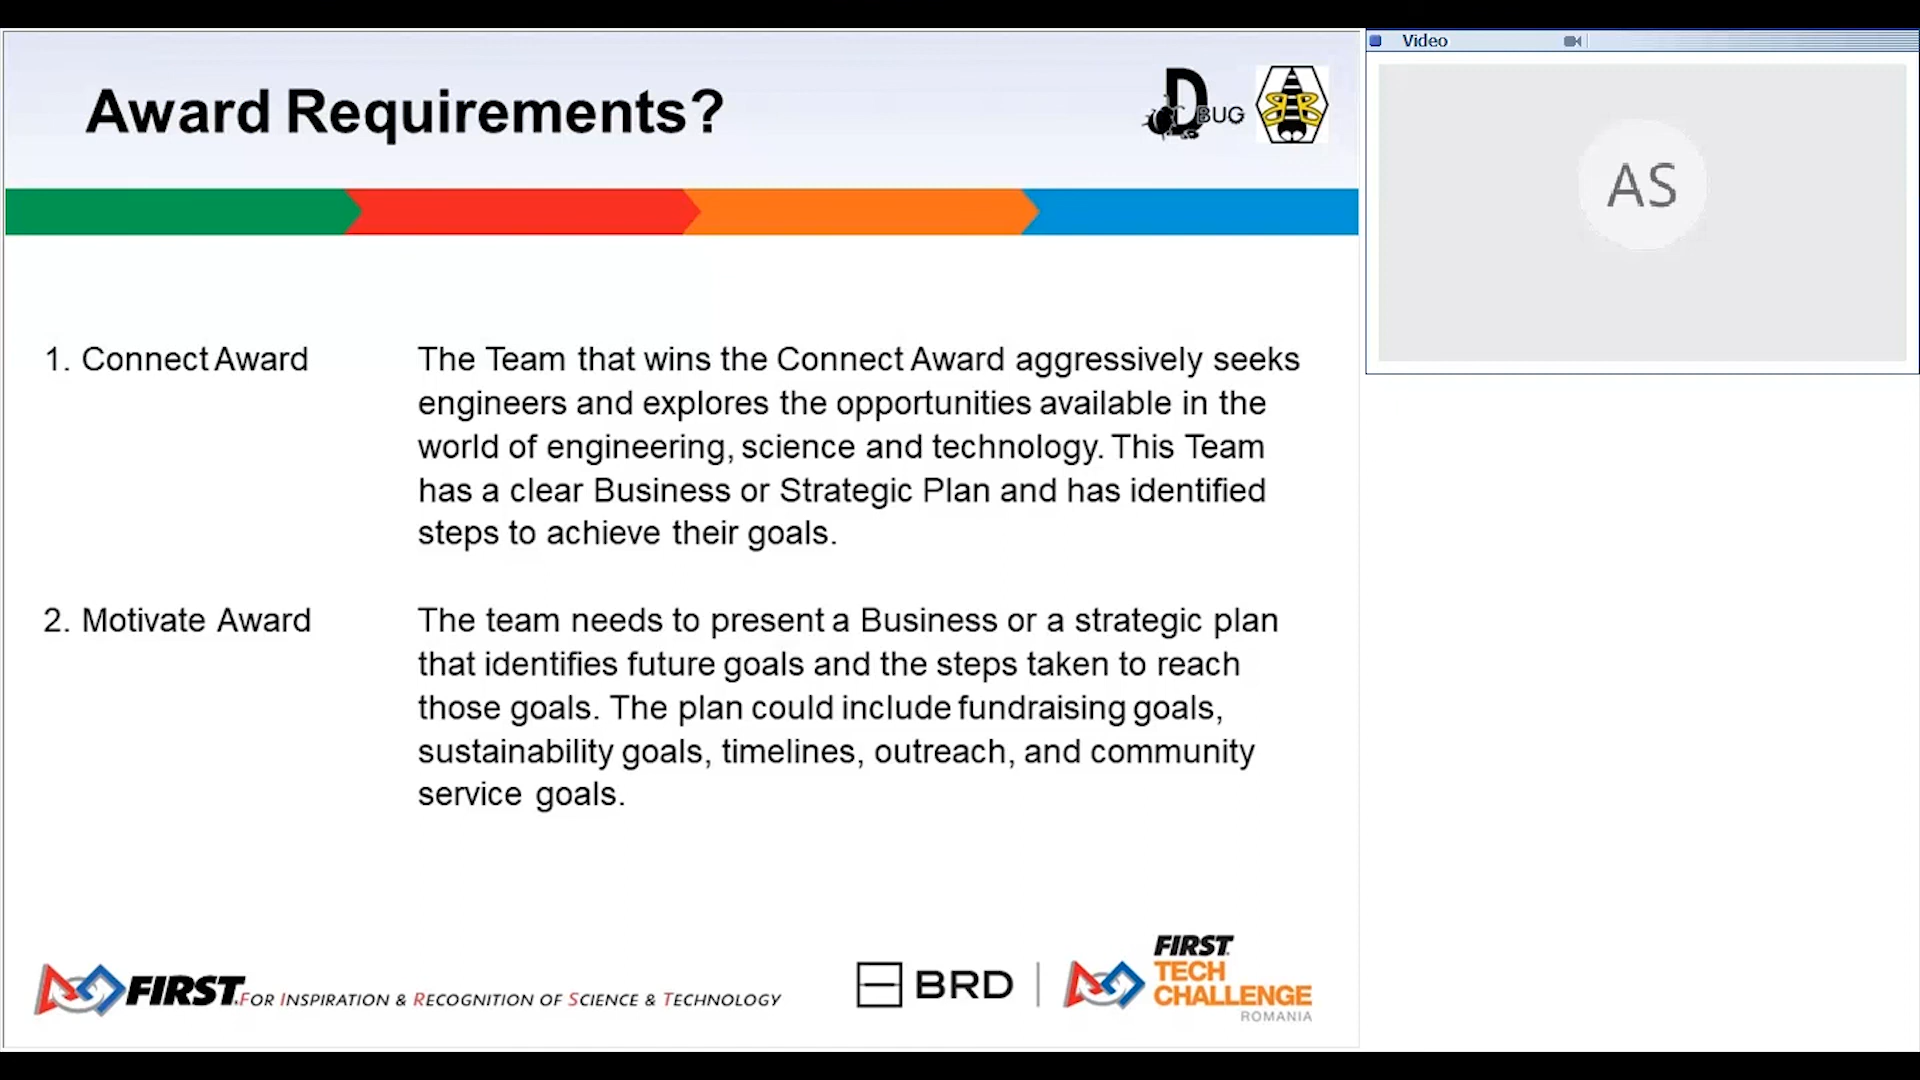 Award Requirements?
D BUG
Video
AS
1. Connect Award
The Team that wins the Connect Award aggressively seeks
engineers and explores the opportunities available in the
world of engineering, science and technology. This Team
has a clear Business or Strategic Plan and has identified
steps to achieve their goals.
2. Motivate Award
The team needs to present a Business or a strategic plan
that identifies future goals and the steps taken to reach
those goals. The plan could include fundraising goals,
sustainability goals, timelines, outreach, and community
service goals.
FIRST. FOR INSPIRATION & RECOGNITION OF SCIENCE & TECHNOLOGY
BRD
FIRST
TECH
CHALLENGE
ROMANIA